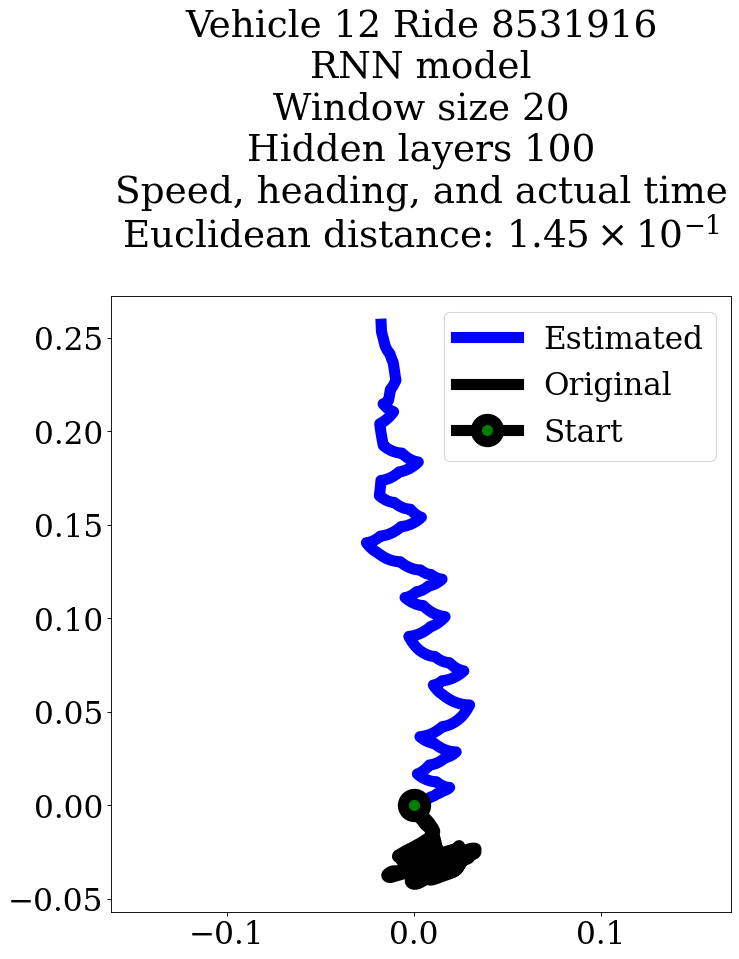 Vehicle 12 Ride 8531916
RNN model
Window size 20
Hidden layers 100
Speed, heading, and actual time
Euclidean distance: 1.45 × 10⁻¹
Estimated
Original
Start
0.25
0.20
0.15
0.10
0.05
0.00
−0.05
−0.1
0.0
0.1